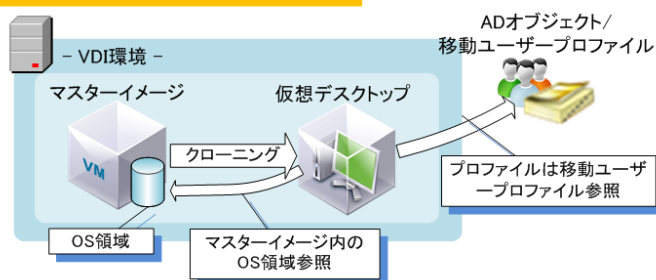 ADオブジェクト/
移動ユーザープロファイル
– VDI環境 –
マスターイメージ
仮想デスクトップ
VM
クローニング
プロファイルは移動ユーザ
ープロファイル参照
OS領域
マスターイメージ内の
OS領域参照